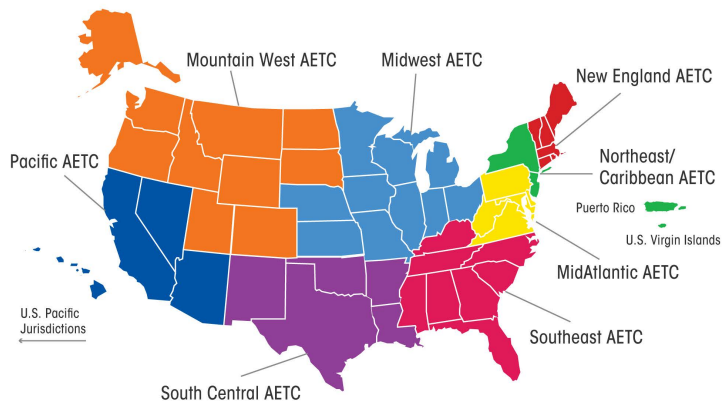 Mountain West AETC
Midwest AETC
New England AETC
Pacific AETC
Northeast/
Caribbean AETC
Puerto Rico
U.S. Virgin Islands
MidAtlantic AETC
U.S. Pacific
Jurisdictions
Southeast AETC
South Central AETC